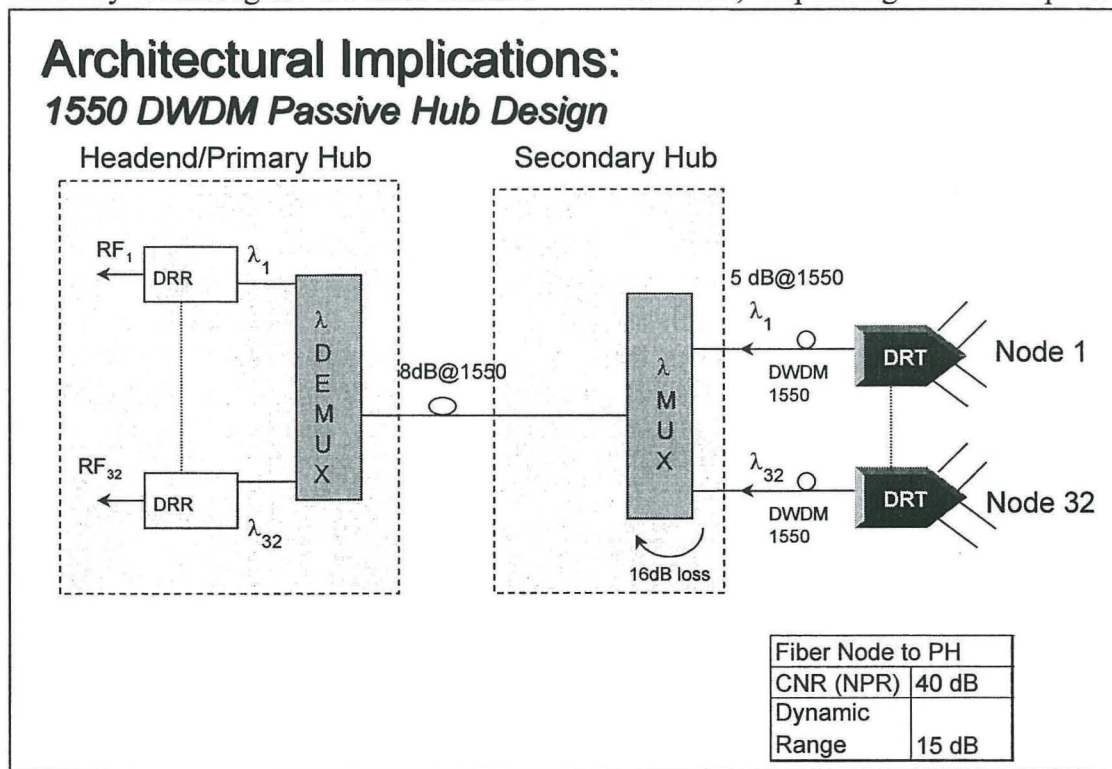 Architectural Implications:
1550 DWDM Passive Hub Design
Headend/Primary Hub
Secondary Hub
RF1
DRR
λ1
λ DEMUX
RF32
DRR
λ32
8dB@1550
λ MUX
16dB loss
5 dB@1550
λ1
DWDM
1550
DRT
Node 1
λ32
DWDM
1550
DRT
Node 32
Fiber Node to PH
CNR (NPR) 40 dB
Dynamic
Range 15 dB